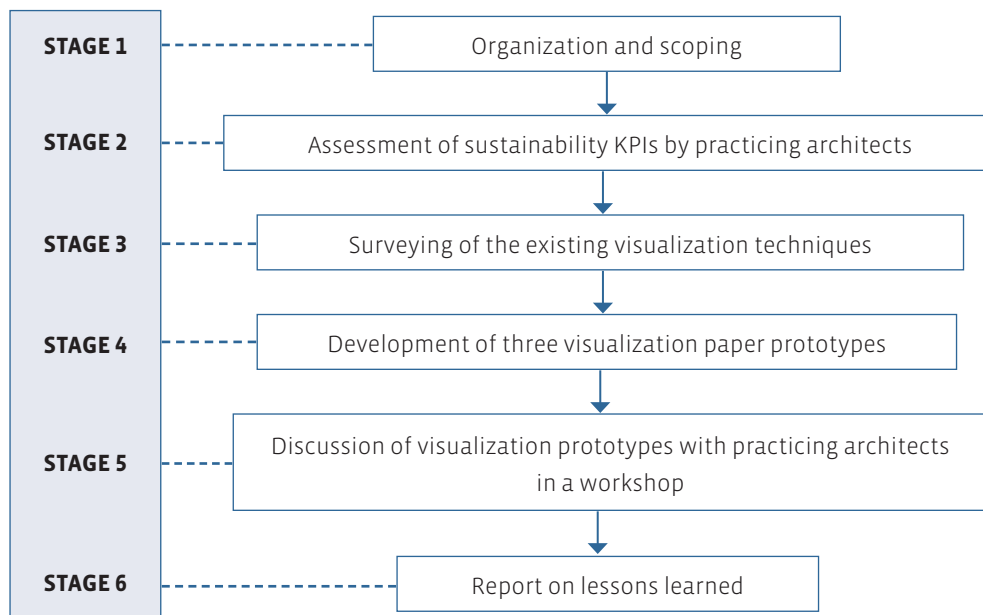 STAGE 1
Organization and scoping
STAGE 2
Assessment of sustainability KPIs by practicing architects
STAGE 3
Surveying of the existing visualization techniques
STAGE 4
Development of three visualization paper prototypes
STAGE 5
Discussion of visualization prototypes with practicing architects
in a workshop
STAGE 6
Report on lessons learned